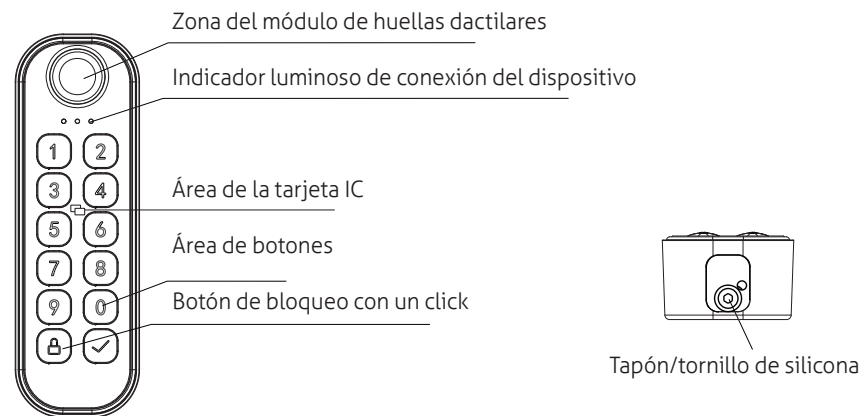 Zona del módulo de huellas dactilares
Indicador luminoso de conexión del dispositivo
1 2
3 4
Área de la tarjeta IC
5 6
Área de botones
7 8
9 0
Botón de bloqueo con un click
Tapón/tornillo de silicona